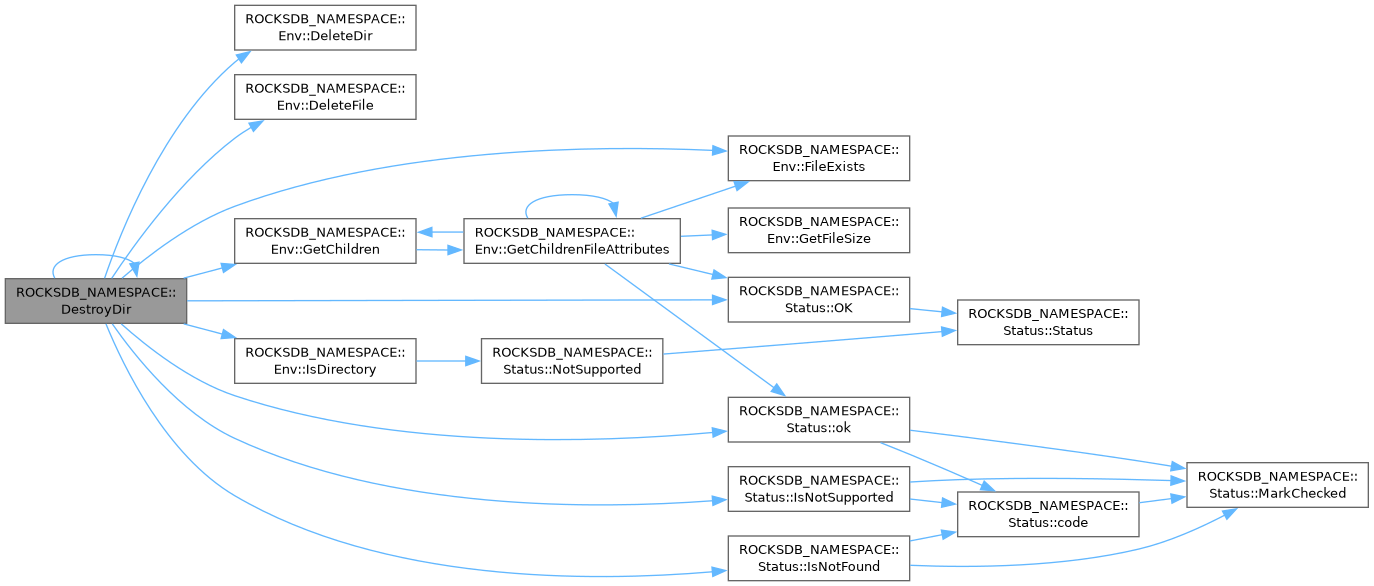 ROCKSDB_NAMESPACE::
DestroyDir
ROCKSDB_NAMESPACE::
Env::DeleteDir
ROCKSDB_NAMESPACE::
Env::DeleteFile
ROCKSDB_NAMESPACE::
Env::GetChildren
ROCKSDB_NAMESPACE::
Env::IsDirectory
ROCKSDB_NAMESPACE::
Env::GetChildrenFileAttributes
ROCKSDB_NAMESPACE::
Status::NotSupported
ROCKSDB_NAMESPACE::
Env::FileExists
ROCKSDB_NAMESPACE::
Env::GetFileSize
ROCKSDB_NAMESPACE::
Status::OK
ROCKSDB_NAMESPACE::
Status::ok
ROCKSDB_NAMESPACE::
Status::IsNotSupported
ROCKSDB_NAMESPACE::
Status::IsNotFound
ROCKSDB_NAMESPACE::
Status::Status
ROCKSDB_NAMESPACE::
Status::code
ROCKSDB_NAMESPACE::
Status::MarkChecked